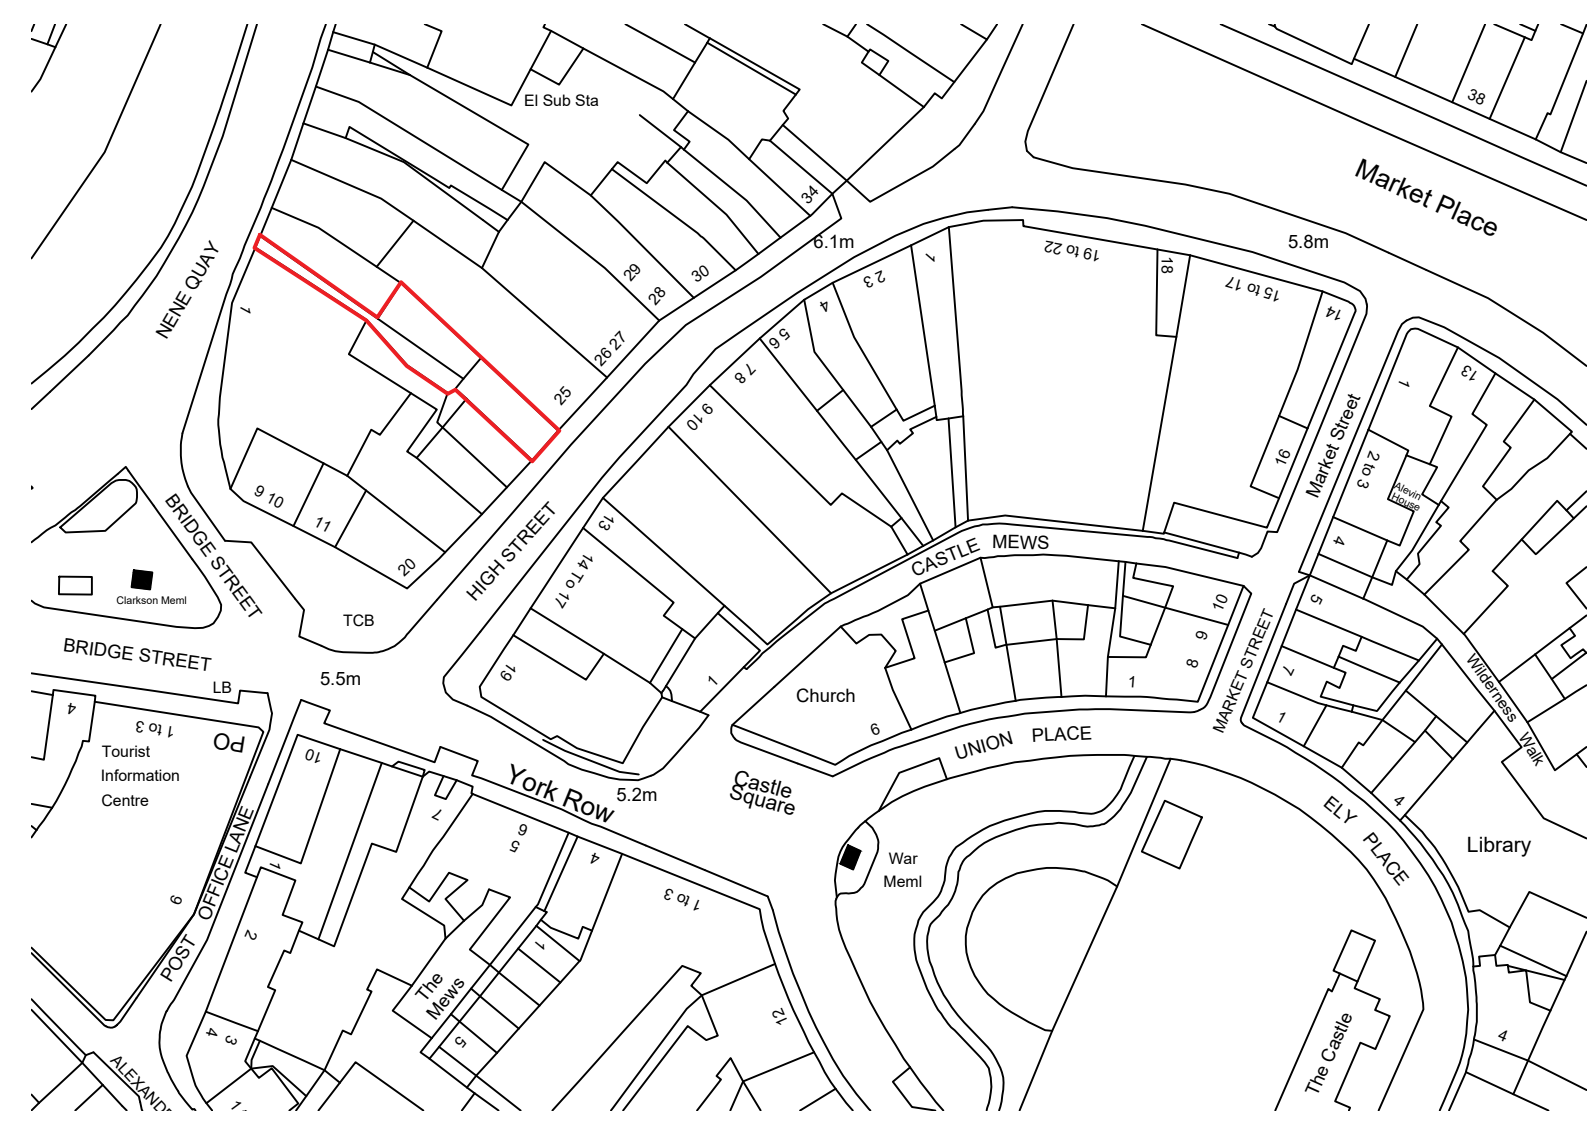 El Sub Sta
38
Market Place
34
6.1m
5.8m
NENE QUAY
29
30
28
26 27
25
1
19 to 22
18
15 to 17
14
1
2 3
4
5 6
7 8
9 10
Market Street
16
1
13
2 to 3
Alevin
House
4
9 10
11
20
HIGH STREET
13
14 To 17
CASTLE MEWS
BRIDGE STREET
Clarkson Meml
TCB
BRIDGE STREET
LB
5.5m
19
1
Church
6
10
9
8
1
MARKET STREET
5
7
1
Wilderness Walk
4
1 to 3
PO
Tourist
Information
Centre
10
UNION PLACE
York Row
5.2m
Castle
Square
ELY PLACE
4
Library
7
6
5
4
1 to 3
War
Meml
POST OFFICE LANE
9
1
2
The
Mews
1
5
12
3
4
The Castle
4